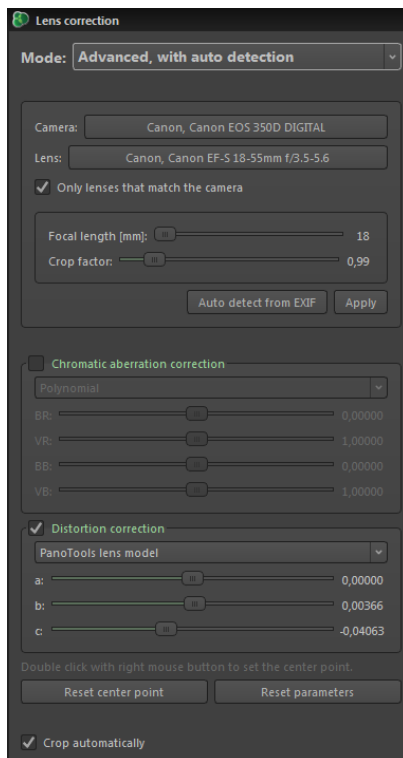 Lens correction
Mode: Advanced, with auto detection
Camera: Canon, Canon EOS 350D DIGITAL
Lens: Canon, Canon EF-S 18-55mm f/3.5-5.6
Only lenses that match the camera
Focal length [mm]: 18
Crop factor: 0,99
Auto detect from EXIF Apply
Chromatic aberration correction
Polynomial
BR: 0,00000
VR: 1,00000
BB: 0,00000
VB: 1,00000
Distortion correction
PanoTools lens model
a: 0,00000
b: 0,00366
c: -0,04063
Double click with right mouse button to set the center point.
Reset center point Reset parameters
Crop automatically